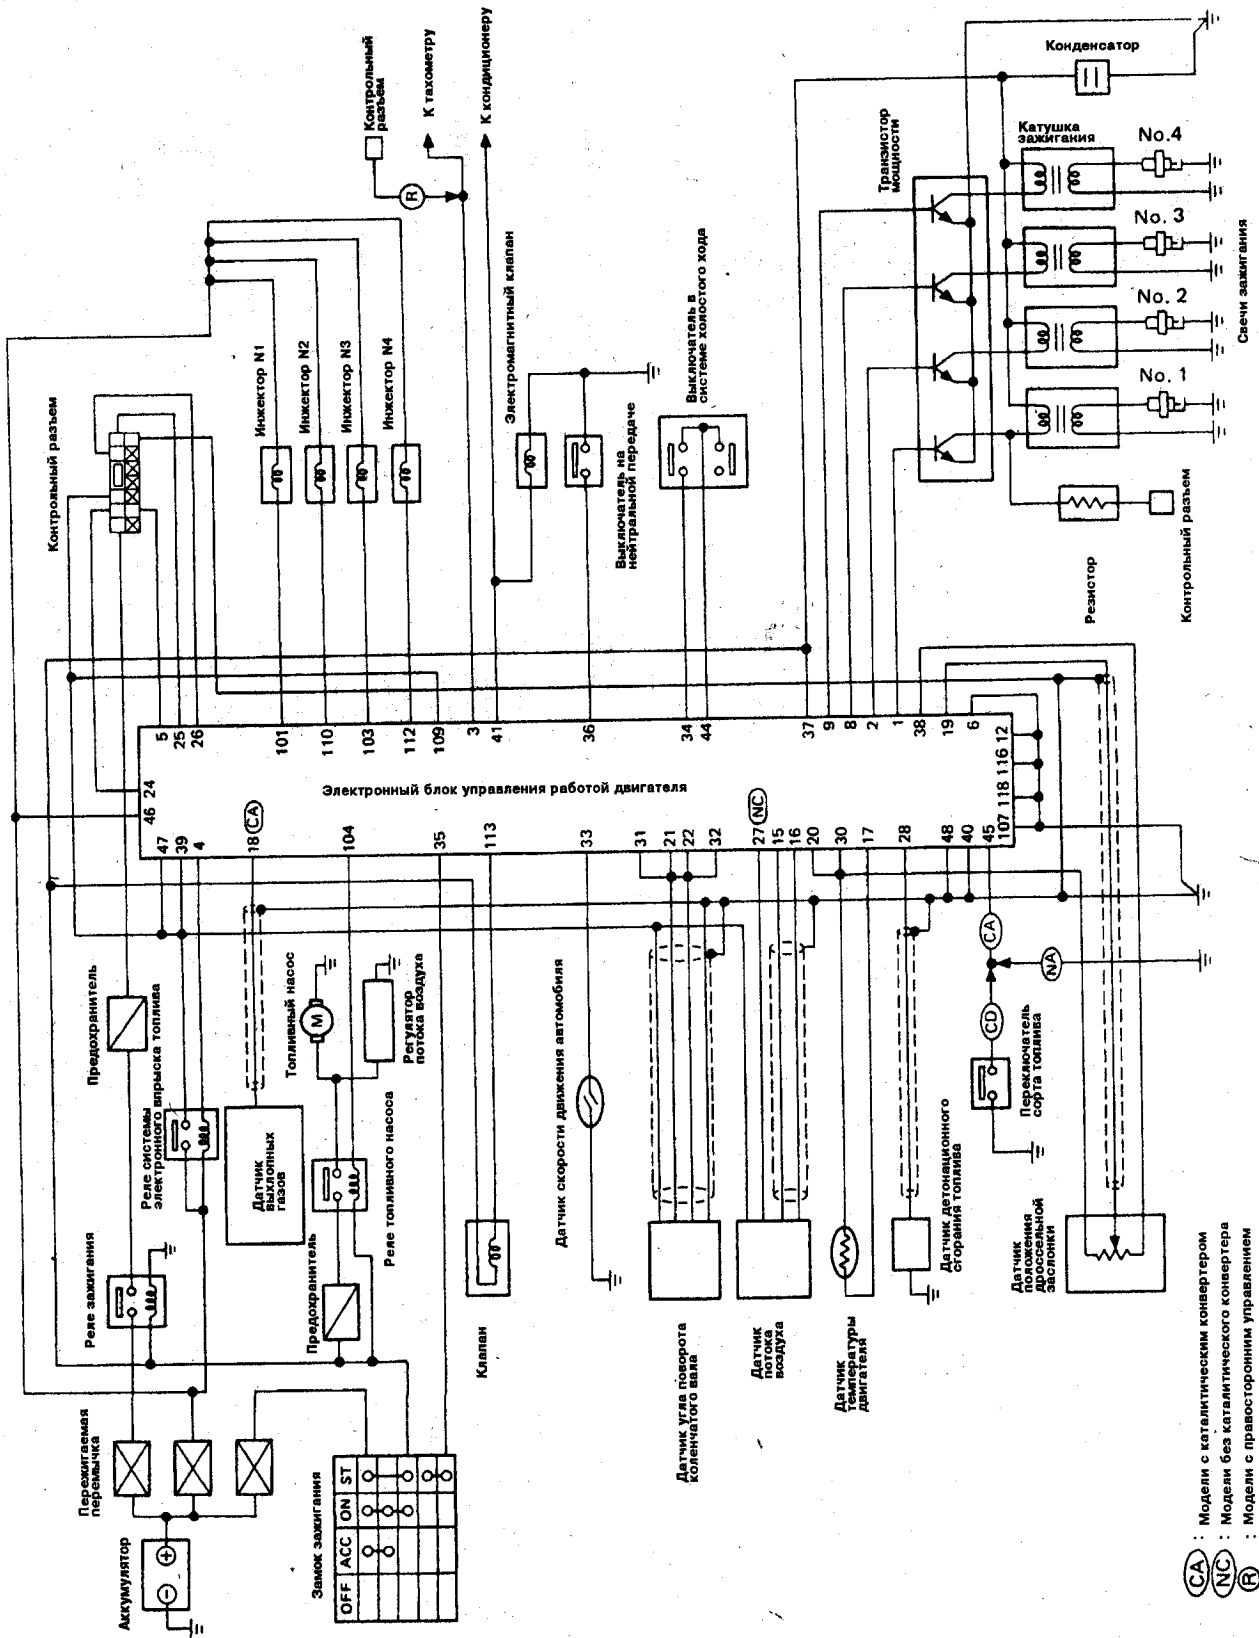 Аккумулятор
Пережигаемая
перемычка
Замок зажигания
OFF
ACC
ON
ST
Реле зажигания
Предохранитель
Реле системы
электронного впрыска топлива
Датчик
выхлопных
газов
Топливный насос
M
Регулятор
потока воздуха
Реле топливного насоса
Предохранитель
Клапан
Датчик скорости движения автомобиля
Датчик угла поворота
коленчатого вала
Датчик
потока
воздуха
Датчик
температуры
двигателя
Датчик детонационного
сгорания топлива
Переключатель
сорта топлива
CD
CA
NA
Датчик
положения
дроссельной
заслонки
Электронный блок управления работой двигателя
46
24
47
39
4
18
CA
104
35
113
33
31
21
22
32
27
NC
15
16
20
30
17
28
48
40
45
107
118
116
12
5
25
26
101
110
103
112
109
3
41
36
34
44
37
9
8
2
1
38
19
6
Контрольный разъем
Инжектор N1
Инжектор N2
Инжектор N3
Инжектор N4
Контрольный
разъем
R
К тахометру
К кондиционеру
Электромагнитный клапан
Выключатель на
нейтральной передаче
Выключатель в
системе холостого хода
Транзистор
мощности
Конденсатор
Катушка
зажигания
No.4
No. 3
No. 2
No. 1
Свечи зажигания
Резистор
Контрольный разъем
CA : Модели с каталитическим конвертером
NC : Модели без каталитического конвертера
R : Модели с правосторонним управлением